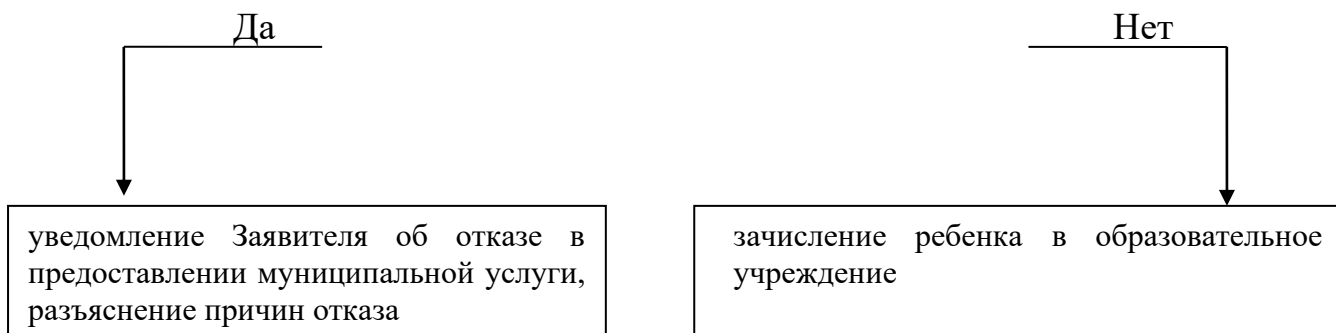 Да
Нет
уведомление Заявителя об отказе в
предоставлении муниципальной услуги,
разъяснение причин отказа
зачисление ребенка в образовательное
учреждение